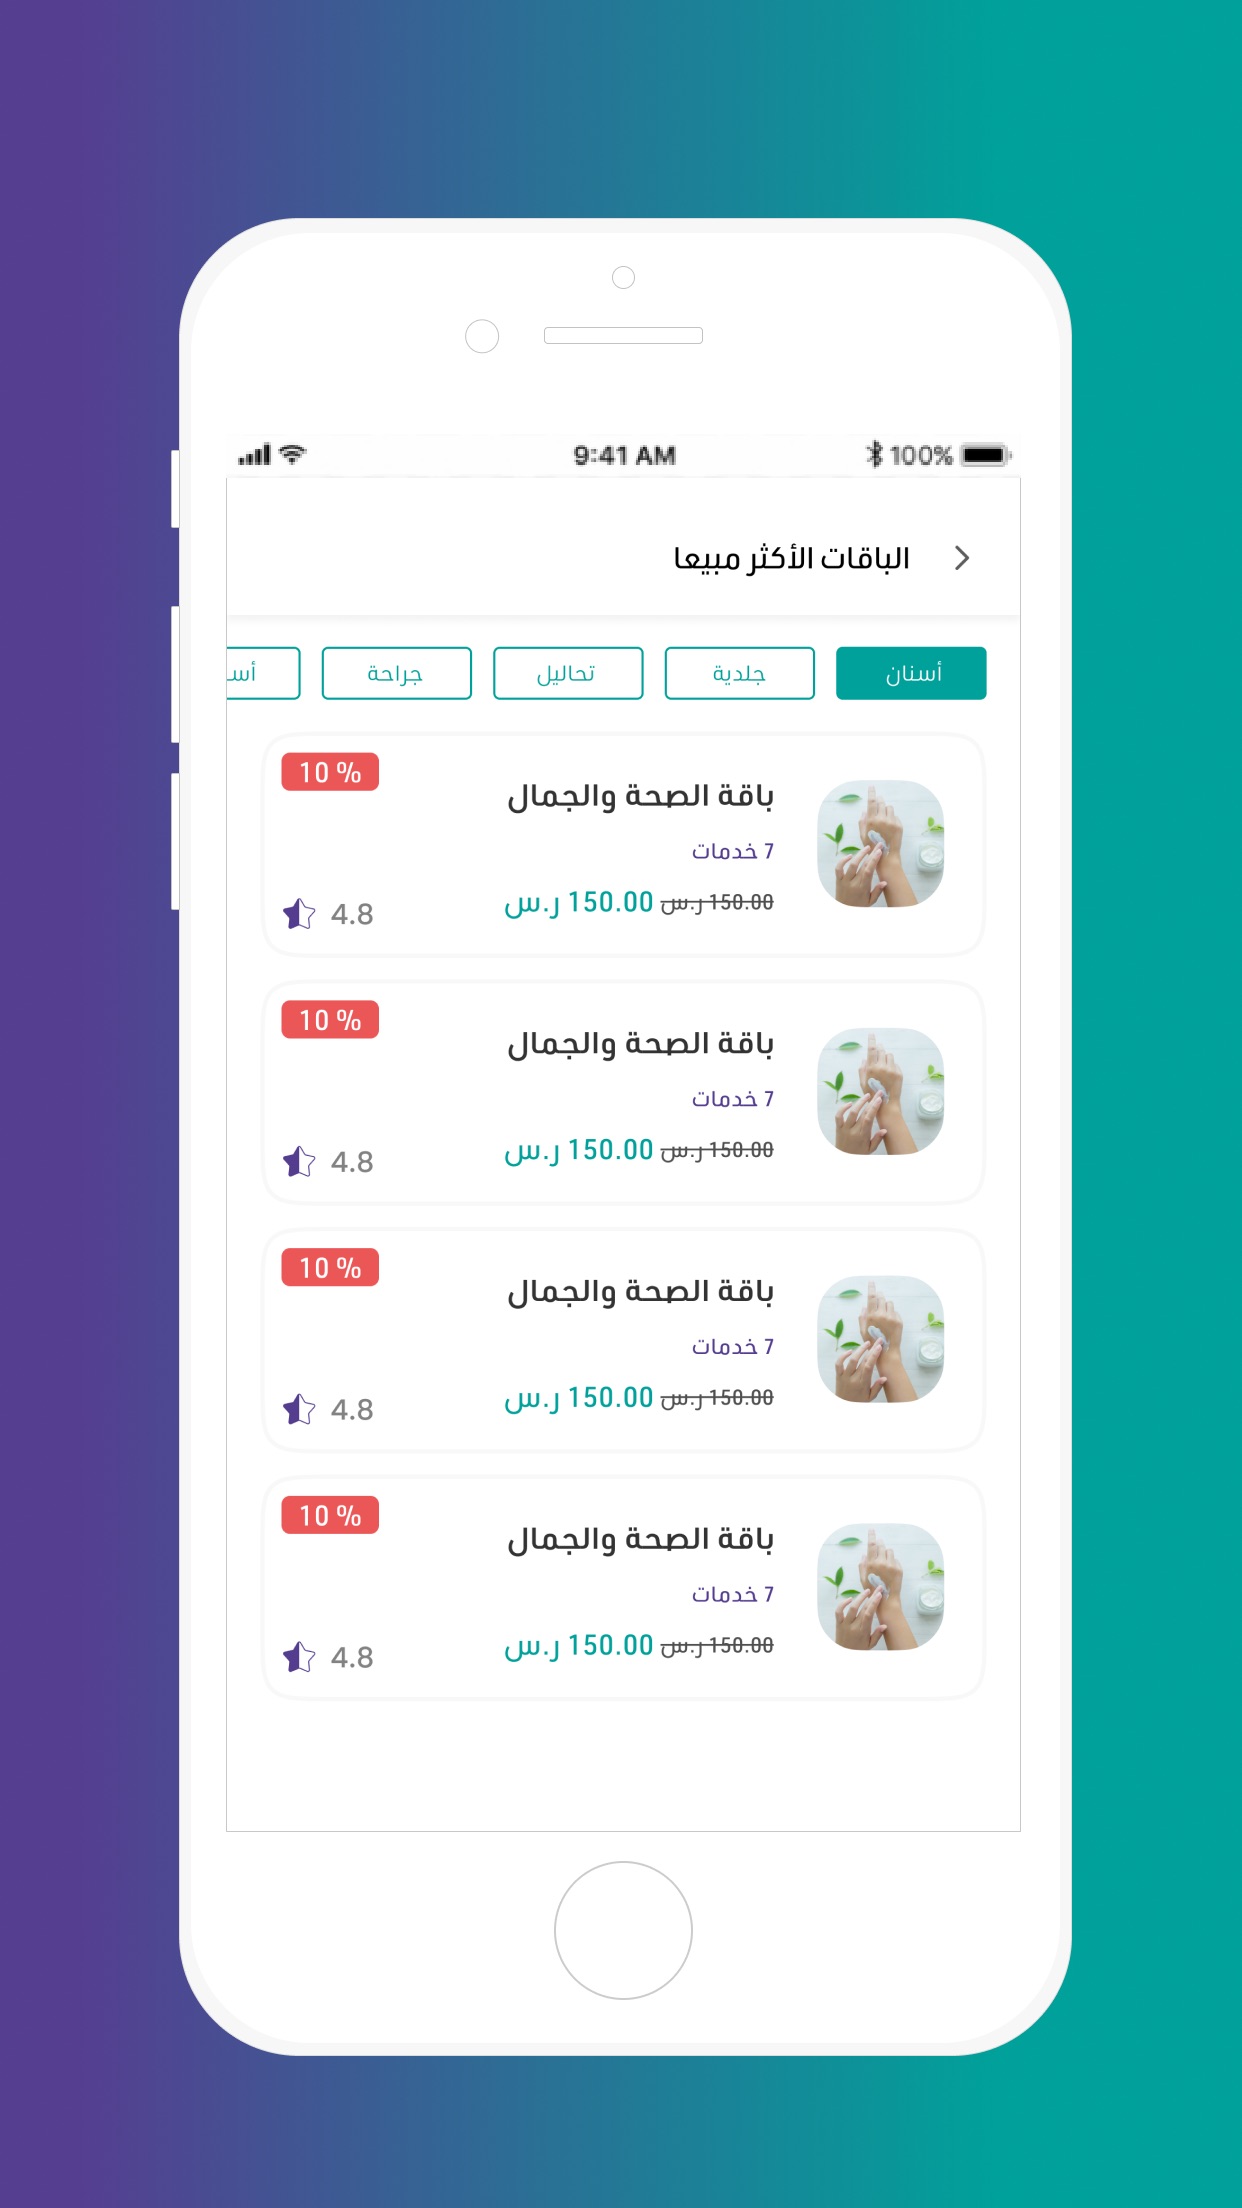 9:41 AM
100%
الباقات الأكثر مبيعا
أسنان
جلدية
تحاليل
جراحة
أسـ
10 %
باقة الصحة والجمال
7 خدمات
150.00 ر.س 150.00 ر.س
4.8
10 %
باقة الصحة والجمال
7 خدمات
150.00 ر.س 150.00 ر.س
4.8
10 %
باقة الصحة والجمال
7 خدمات
150.00 ر.س 150.00 ر.س
4.8
10 %
باقة الصحة والجمال
7 خدمات
150.00 ر.س 150.00 ر.س
4.8